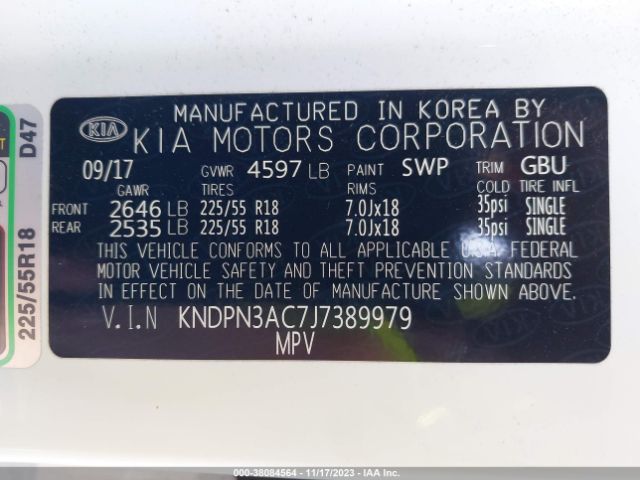 MANUFACTURED IN KOREA BY
KIA KIA MOTORS CORPORATION
09/17 GVWR 4597 LB PAINT SWP TRIM GBU
GAWR TIRES RIMS COLD TIRE INFL
FRONT 2646 LB 225/55 R18 7.0Jx18 35psi SINGLE
REAR 2535 LB 225/55 R18 7.0Jx18 35psi SINGLE
THIS VEHICLE CONFORMS TO ALL APPLICABLE U.S.A. FEDERAL
MOTOR VEHICLE SAFETY AND THEFT PREVENTION STANDARDS
IN EFFECT ON THE DATE OF MANUFACTURE SHOWN ABOVE.
V.I.N KNDPN3AC7J7389979
MPV
D47
225/55R18
000-38084564 - 11/17/2023 - IAA Inc.